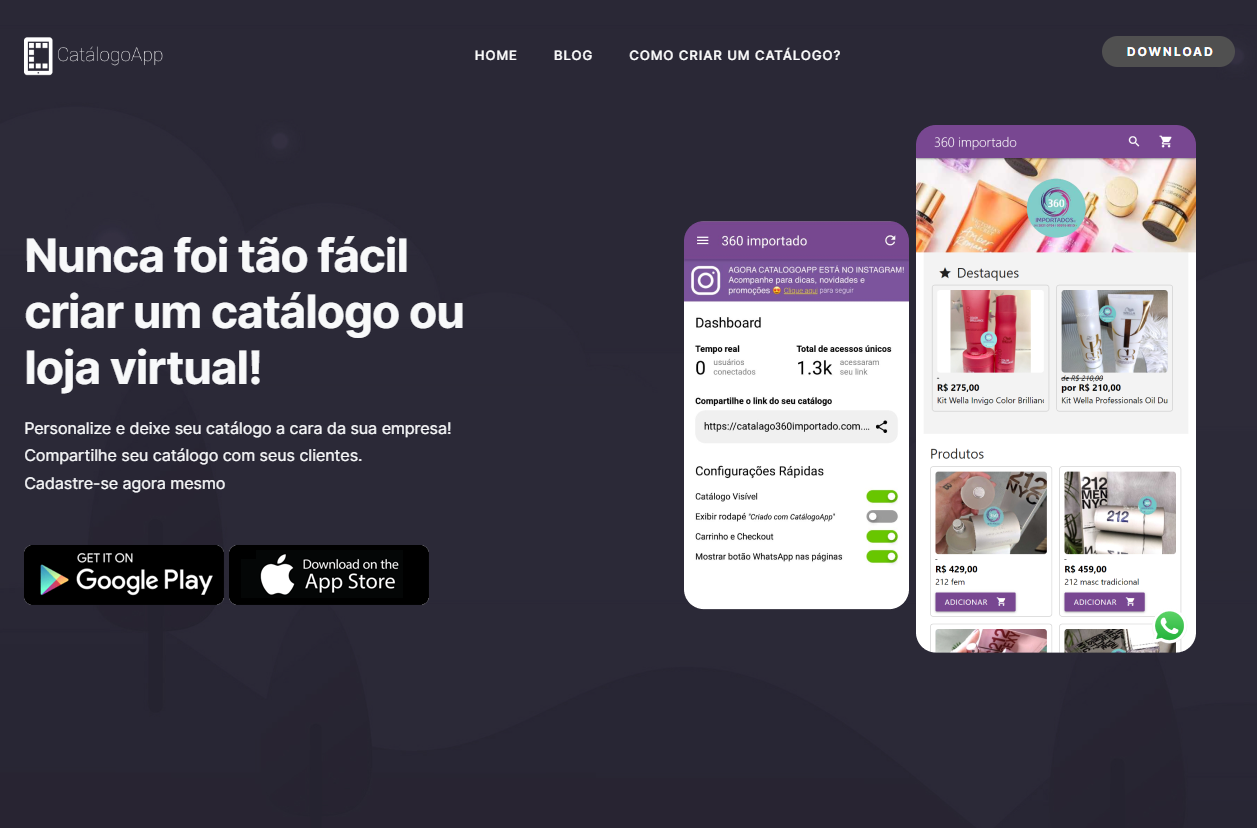 CatálogoApp
HOME
BLOG
COMO CRIAR UM CATÁLOGO?
DOWNLOAD
Nunca foi tão fácil
criar um catálogo ou
loja virtual!
Personalize e deixe seu catálogo a cara da sua empresa!
Compartilhe seu catálogo com seus clientes.
Cadastre-se agora mesmo
GET IT ON
Google Play
Download on the
App Store
360 importado
AGORA CATALOGOAPP ESTÁ NO INSTAGRAM!
Acompanhe para dicas, novidades e
promoções 😍 Clique aqui para seguir
Dashboard
Tempo real
0 usuários
conectados
Total de acessos únicos
1.3k acessaram
seu link
Compartilhe o link do seu catálogo
https://catalago360importado.com....
Configurações Rápidas
Catálogo Visível
Exibir rodapé "Criado com CatálogoApp"
Carrinho e Checkout
Mostrar botão WhatsApp nas páginas
360 importado
360
IMPORTADOS
★ Destaques
-
R$ 275,00
Kit Wella Invigo Color Brillianc
de R$ 210,00
por R$ 210,00
Kit Wella Professionals Oil Du
Produtos
212
NYC
-
R$ 429,00
212 fem
ADICIONAR
212
MEN
NYC
212
-
R$ 459,00
212 masc tradicional
ADICIONAR
212